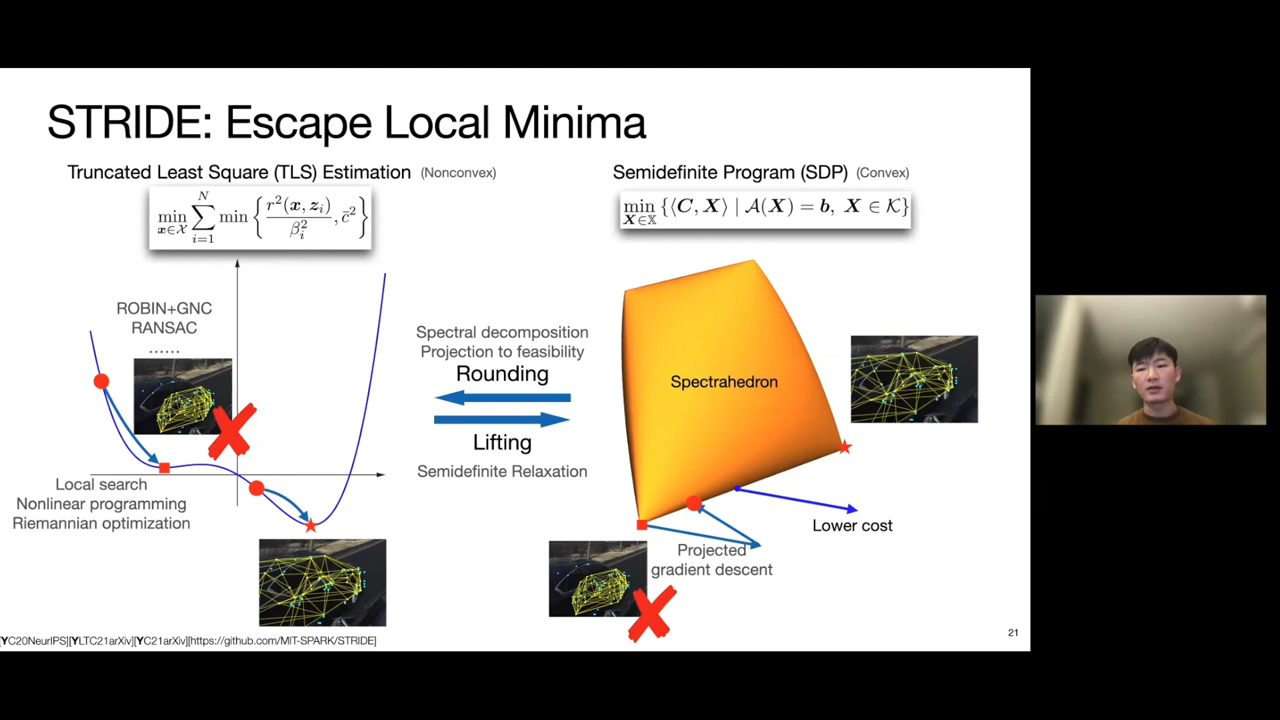 STRIDE: Escape Local Minima
Truncated Least Square (TLS) Estimation (Nonconvex)
min x∈𝒳 ∑ i=1 N min { r²(x, z_i) / β_i² , c̄² }
ROBIN+GNC
RANSAC
......
Local search
Nonlinear programming
Riemannian optimization
Spectral decomposition
Projection to feasibility
Rounding
Lifting
Semidefinite Relaxation
Semidefinite Program (SDP) (Convex)
min X∈𝕏 {⟨C, X⟩ | 𝒜(X) = b, X ∈ 𝒦}
Spectrahedron
Lower cost
Projected
gradient descent
[YC20NeurIPS][YLTC21arXiv][YC21arXiv][https://github.com/MIT-SPARK/STRIDE]
21